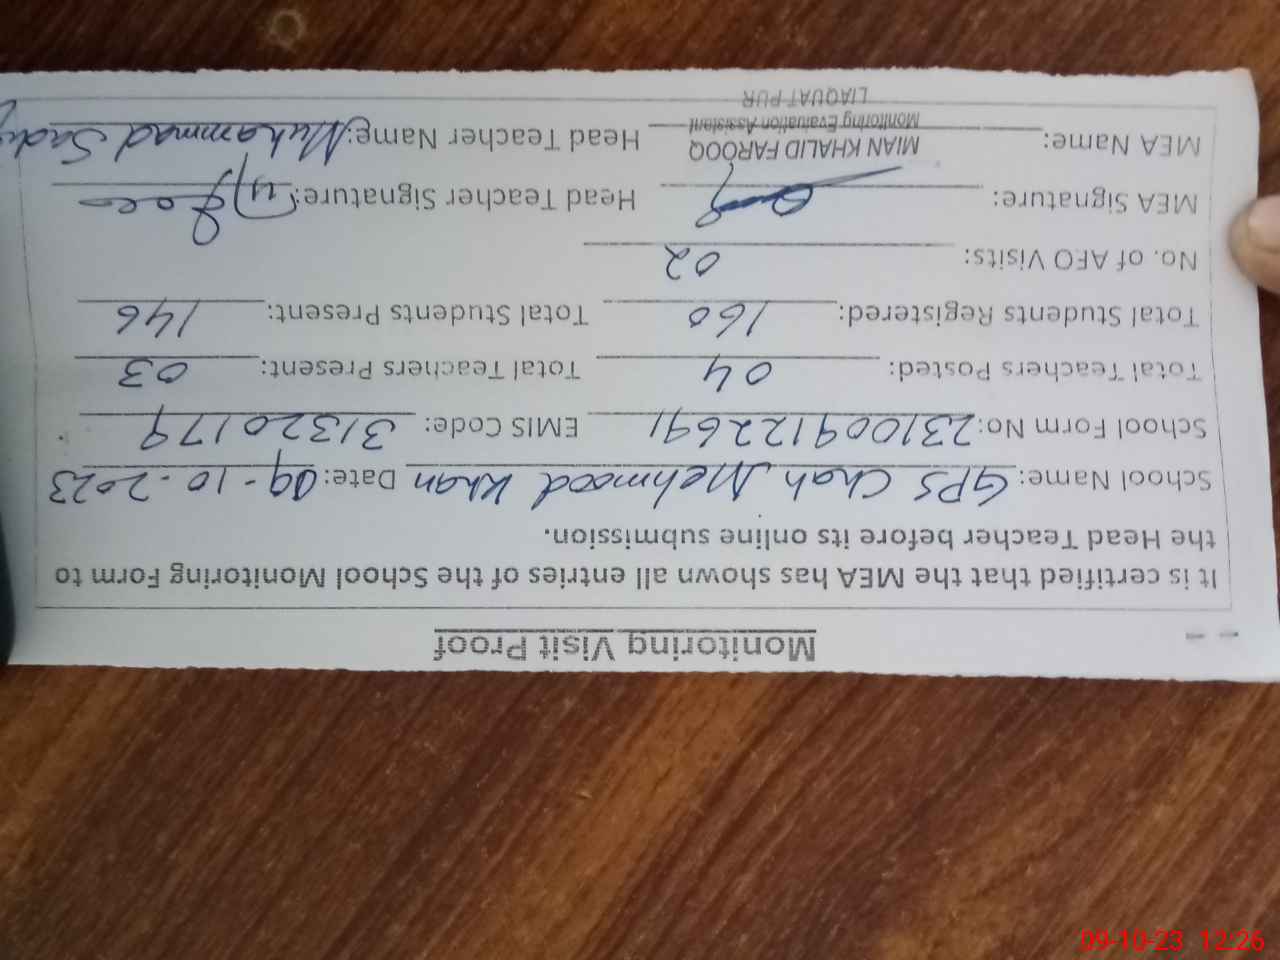 Monitoring Visit Proof
It is certified that the MEA has shown all entries of the School Monitoring Form to
the Head Teacher before its online submission.
School Name: GPS Chah Mehmood Khan Date: 09-10-2023
School Form No: 231009122691 EMIS Code: 31320179
Total Teachers Posted: 04 Total Teachers Present: 03
Total Students Registered: 160 Total Students Present: 146
No. of AEO Visits: 02
MEA Signature: Head Teacher Signature:
MEA Name: MIAN KHALID FAROOQ Head Teacher Name: Muhammad
Monitoring Evaluation Assistant
LIAQUAT PUR
09-10-23 12:26